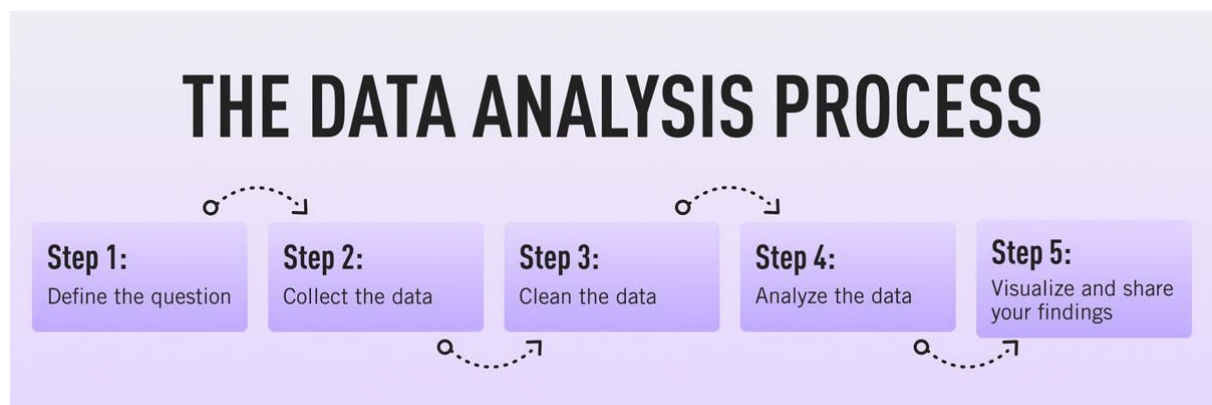 THE DATA ANALYSIS PROCESS
Step 1:
Define the question
Step 2:
Collect the data
Step 3:
Clean the data
Step 4:
Analyze the data
Step 5:
Visualize and share
your findings